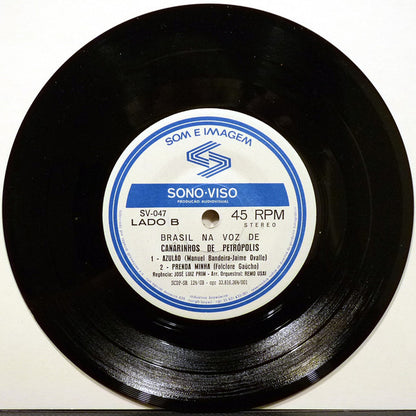 SOM E IMAGEM
SONO-VISO
PRODUÇÃO AUDIOVISUAL
SV-047
LADO B
45 RPM
STEREO
BRASIL NA VOZ DE
CANARINHOS DE PETRÓPOLIS
1 - AZULÃO (Manuel Bandeira-Jaime Ovalle)
2 - PRENDA MINHA (Folclore Gaúcho)
Regência: JOSÉ LUIZ PRIM - Arr. Orquestral: REMO USAI